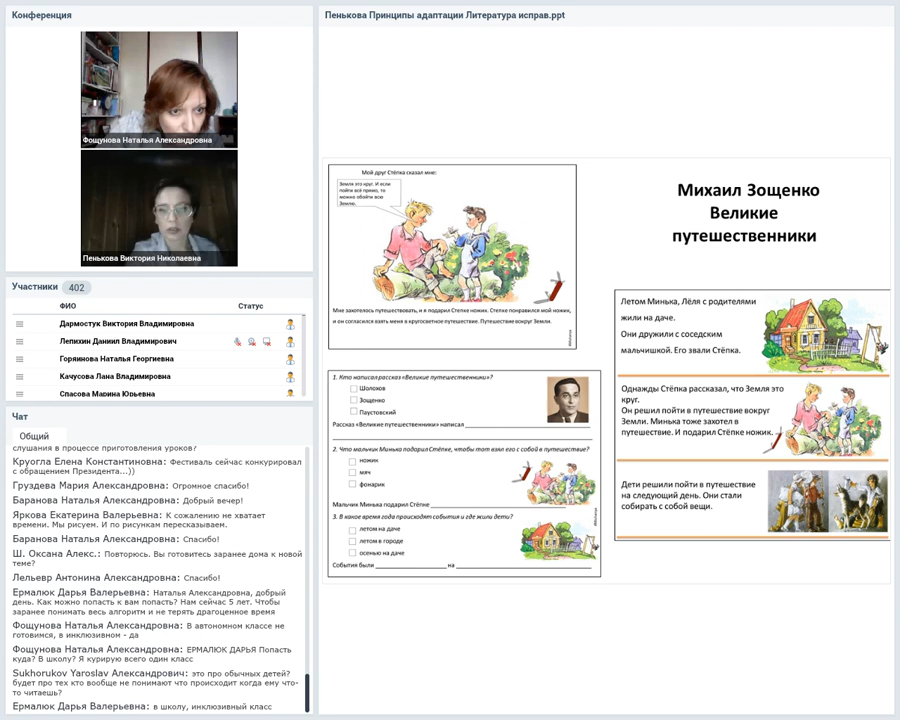 Конференция
Фощунова Наталья Александровна
Пенькова Виктория Николаевна
Участники 402
ФИО Статус
Дармостук Виктория Владимировна
Лепихин Даниил Владимирович
Горяинова Наталья Георгиевна
Качусова Лана Владимировна
Спасова Марина Юрьевна
Чат
Общий
слушания в процессе приготовления уроков?
Круогла Елена Константиновна: Фестиваль сейчас конкурировал
с обращением Президента...))
Груздева Мария Александровна: Огромное спасибо!
Баранова Наталья Александровна: Добрый вечер!
Яркова Екатерина Валерьевна: К сожалению не хватает
времени. Мы рисуем. И по рисункам пересказываем.
Баранова Наталья Александровна: Спасибо!
Ш. Оксана Алекс.: Повторюсь. Вы готовитесь заранее дома к новой
теме?
Лельевр Антонина Александровна: Спасибо!
Ермалюк Дарья Валерьевна: Наталья Александровна, добрый
день. Как можно попасть к вам попасть? Нам сейчас 5 лет. Чтобы
заранее понимать весь алгоритм и не терять драгоценное время
Фощунова Наталья Александровна: В автономном классе не
готовимся, в инклюзивном - да
Фощунова Наталья Александровна: ЕРМАЛЮК ДАРЬЯ Попасть
куда? В школу? Я курирую всего один класс
Sukhorukov Yaroslav Александрович: это про обычных детей?
будет про тех кто вообще не понимают что происходит когда ему что-
то читаешь?
Ермалюк Дарья Валерьевна: в школу, инклюзивный класс
Пенькова Принципы адаптации Литература исправ.ppt
Мой друг Стёпка сказал мне:
Земля это круг. И если
пойти всё прямо, то
можно обойти всю
Землю.
Мне захотелось путешествовать, и я подарил Степке ножик. Степке понравился мой ножик,
и он согласился взять меня в кругосветное путешествие. Путешествие вокруг Земли.
1. Кто написал рассказ «Великие путешественники»?
Шолохов
Зощенко
Паустовский
Рассказ «Великие путешественники» написал
2. Что мальчик Минька подарил Стёпке, чтобы тот взял его с собой в путешествие?
ножик
мяч
фонарик
Мальчик Минька подарил Стёпке
3. В какое время года происходят события и где жили дети?
летом на даче
летом в городе
осенью на даче
События были на
Михаил Зощенко
Великие
путешественники
Летом Минька, Лёля с родителями
жили на даче.
Они дружили с соседским
мальчишкой. Его звали Стёпка.
Однажды Стёпка рассказал, что Земля это
круг.
Он решил пойти в путешествие вокруг
Земли. Минька тоже захотел в
путешествие. И подарил Стёпке ножик.
Дети решили пойти в путешествие
на следующий день. Они стали
собирать с собой вещи.